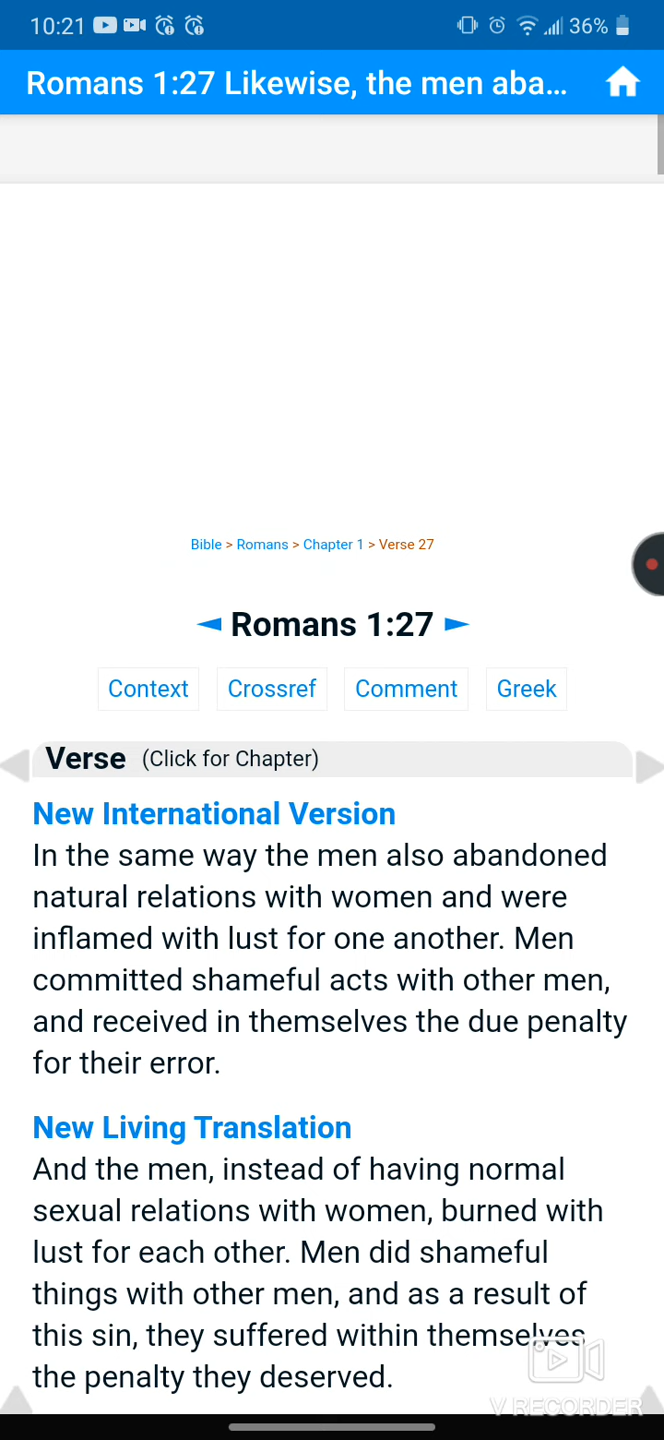 10:21 36%
Romans 1:27 Likewise, the men aba...
Bible > Romans > Chapter 1 > Verse 27
Romans 1:27
Context Crossref Comment Greek
Verse (Click for Chapter)
New International Version
In the same way the men also abandoned
natural relations with women and were
inflamed with lust for one another. Men
committed shameful acts with other men,
and received in themselves the due penalty
for their error.
New Living Translation
And the men, instead of having normal
sexual relations with women, burned with
lust for each other. Men did shameful
things with other men, and as a result of
this sin, they suffered within themselves
the penalty they deserved.
V RECORDER